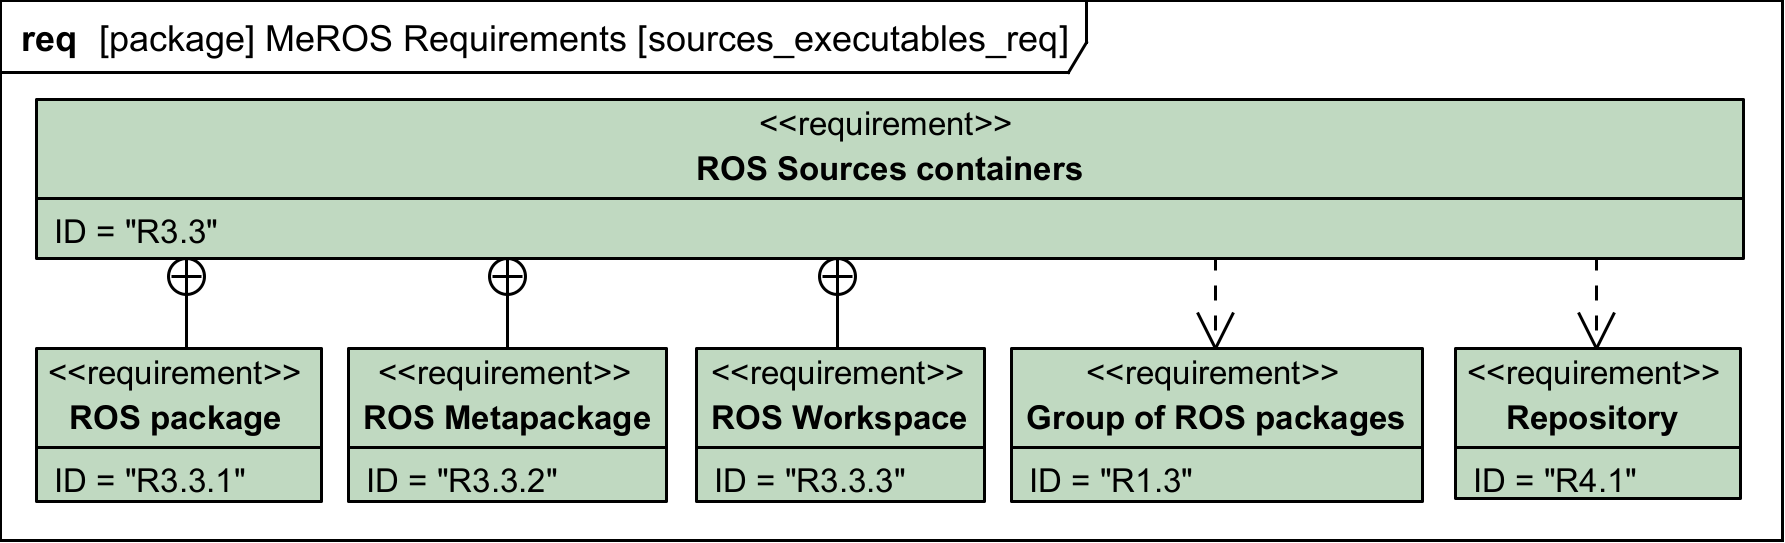 req [package] MeROS Requirements [sources_executables_req]
<<requirement>>
ROS Sources containers
ID = "R3.3"
<<requirement>>
ROS package
ID = "R3.3.1"
<<requirement>>
ROS Metapackage
ID = "R3.3.2"
<<requirement>>
ROS Workspace
ID = "R3.3.3"
<<requirement>>
Group of ROS packages
ID = "R1.3"
<<requirement>>
Repository
ID = "R4.1"